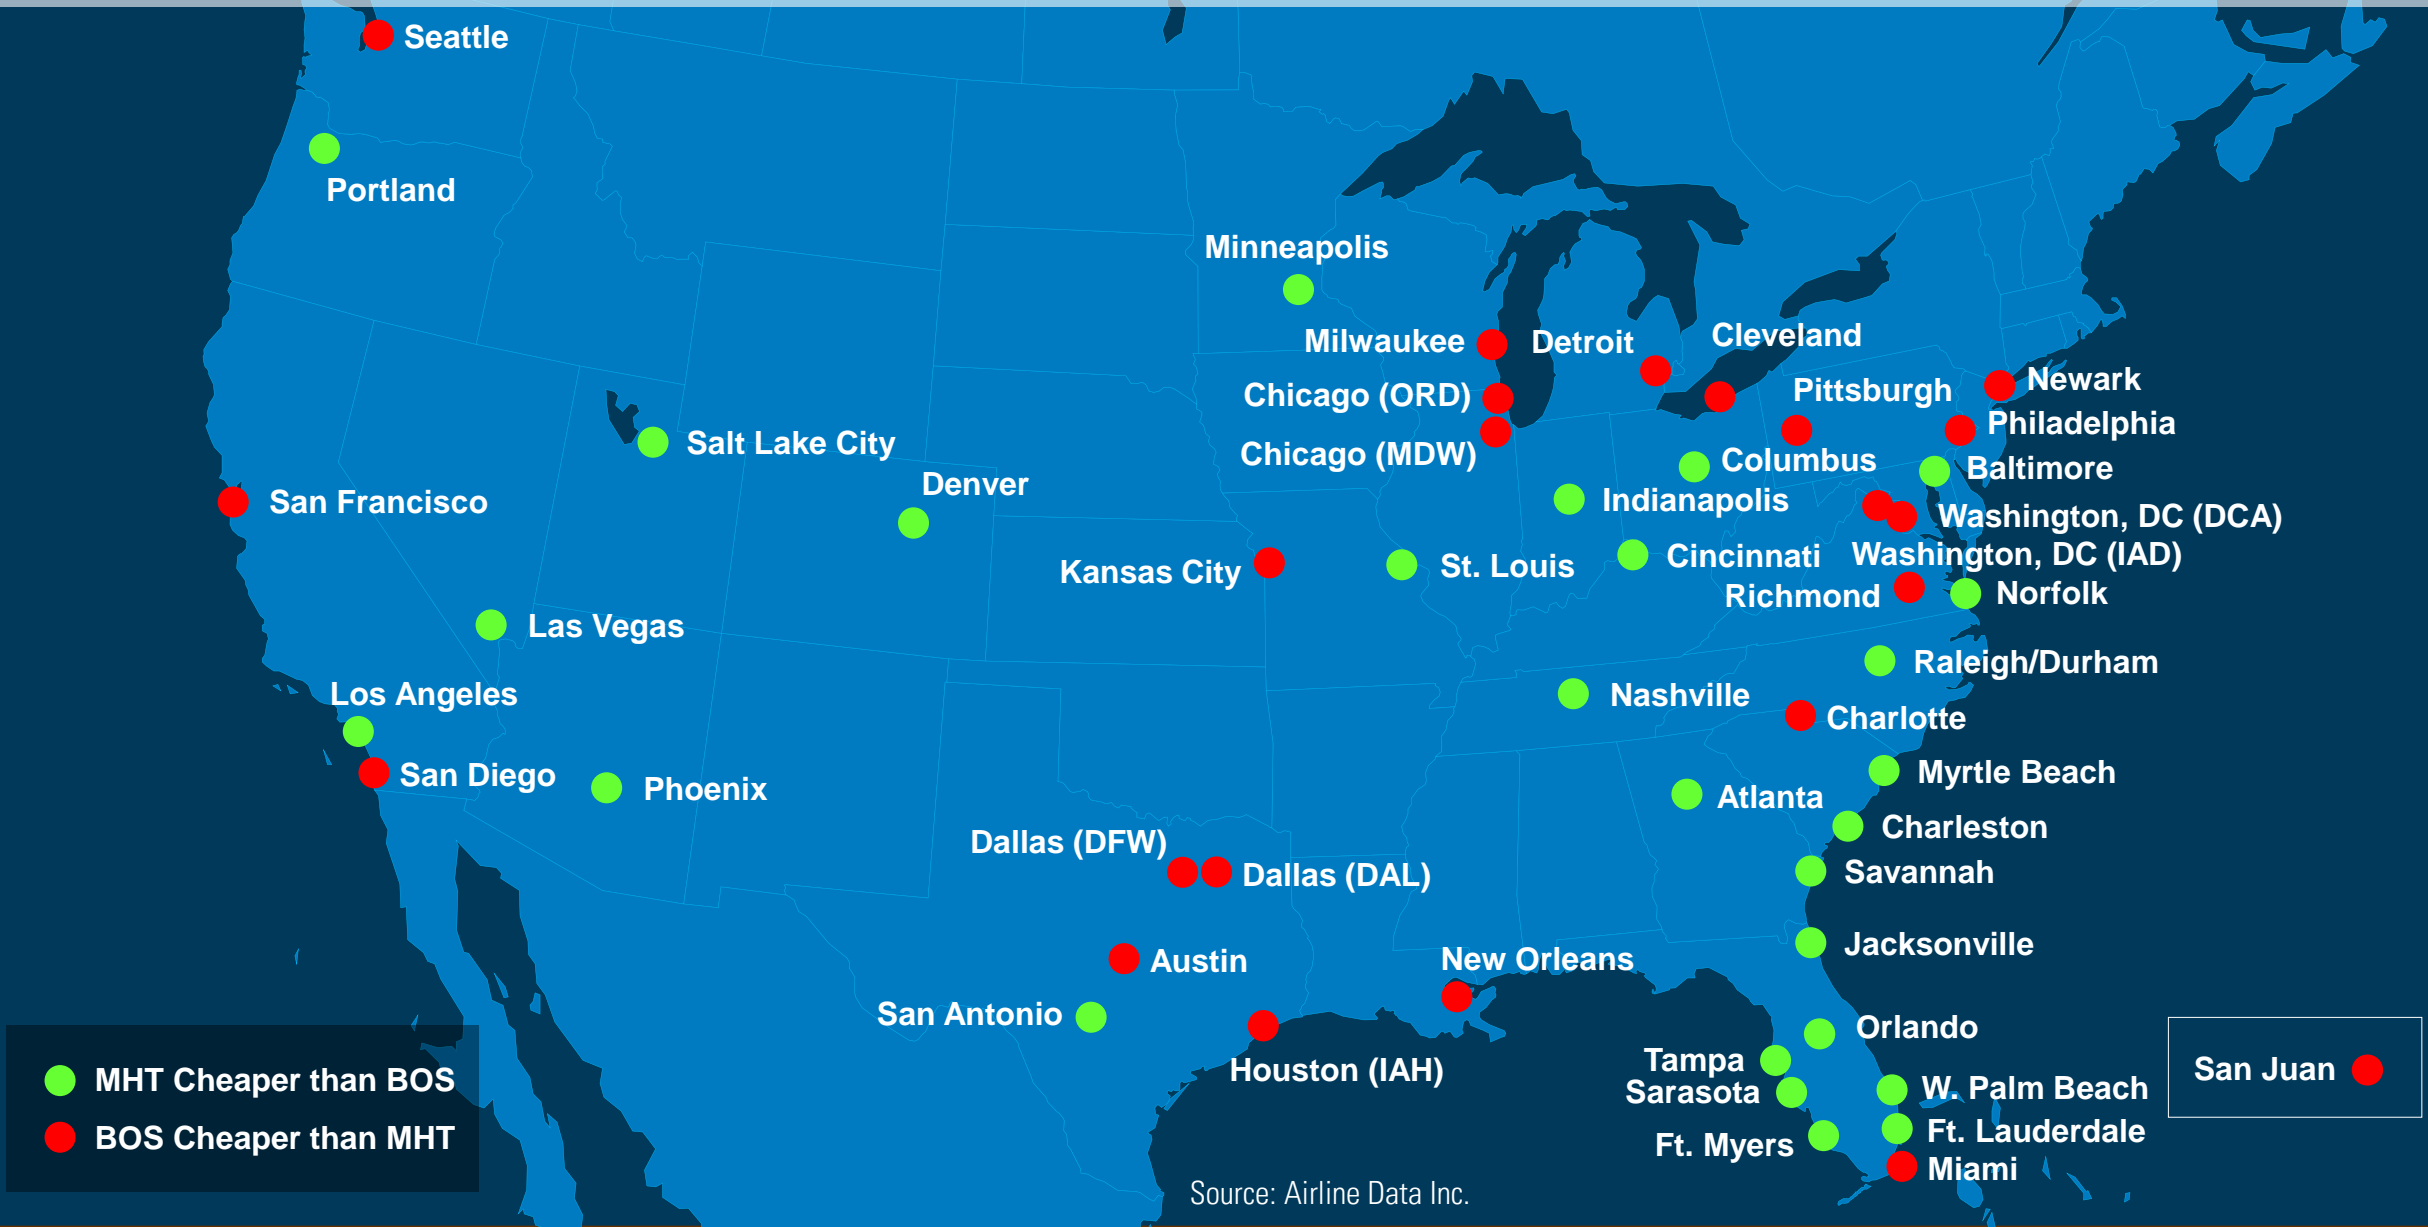 Seattle
Portland
Minneapolis
Milwaukee
Detroit
Cleveland
Newark
Chicago (ORD)
Pittsburgh
Philadelphia
Chicago (MDW)
Columbus
Baltimore
Salt Lake City
Denver
San Francisco
Indianapolis
Washington, DC (DCA)
Washington, DC (IAD)
Kansas City
St. Louis
Cincinnati
Richmond
Norfolk
Las Vegas
Raleigh/Durham
Los Angeles
Nashville
Charlotte
San Diego
Phoenix
Myrtle Beach
Atlanta
Dallas (DFW)
Charleston
Dallas (DAL)
Savannah
Austin
New Orleans
Jacksonville
San Antonio
Orlando
Houston (IAH)
Tampa
San Juan
Sarasota
W. Palm Beach
Ft. Myers
Ft. Lauderdale
Miami
MHT Cheaper than BOS
BOS Cheaper than MHT
Source: Airline Data Inc.